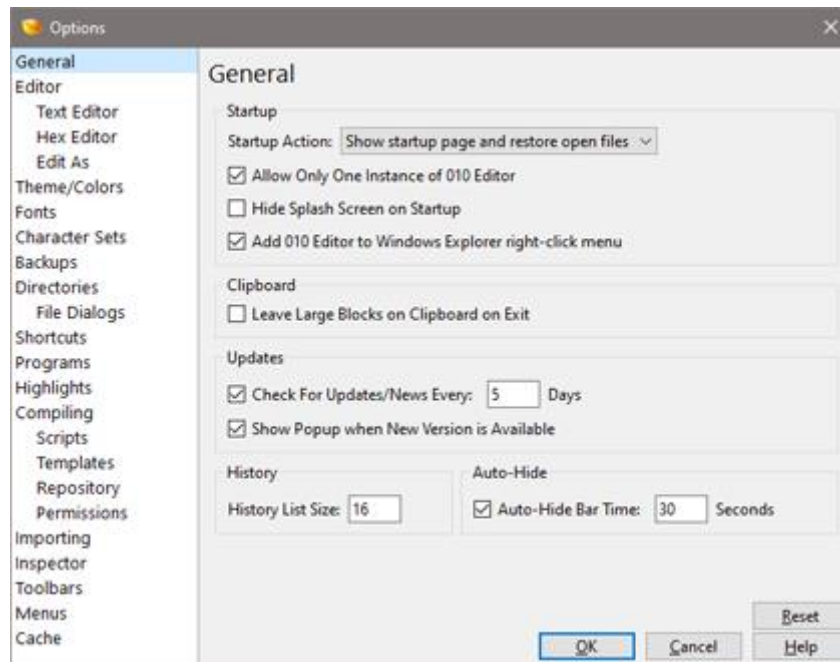 Options
General
Editor
Text Editor
Hex Editor
Edit As
Theme/Colors
Fonts
Character Sets
Backups
Directories
File Dialogs
Shortcuts
Programs
Highlights
Compiling
Scripts
Templates
Repository
Permissions
Importing
Inspector
Toolbars
Menus
Cache
General
Startup
Startup Action: Show startup page and restore open files
Allow Only One Instance of 010 Editor
Hide Splash Screen on Startup
Add 010 Editor to Windows Explorer right-click menu
Clipboard
Leave Large Blocks on Clipboard on Exit
Updates
Check For Updates/News Every: 5 Days
Show Popup when New Version is Available
History
History List Size: 16
Auto-Hide
Auto-Hide Bar Time: 30 Seconds
Reset
OK Cancel Help